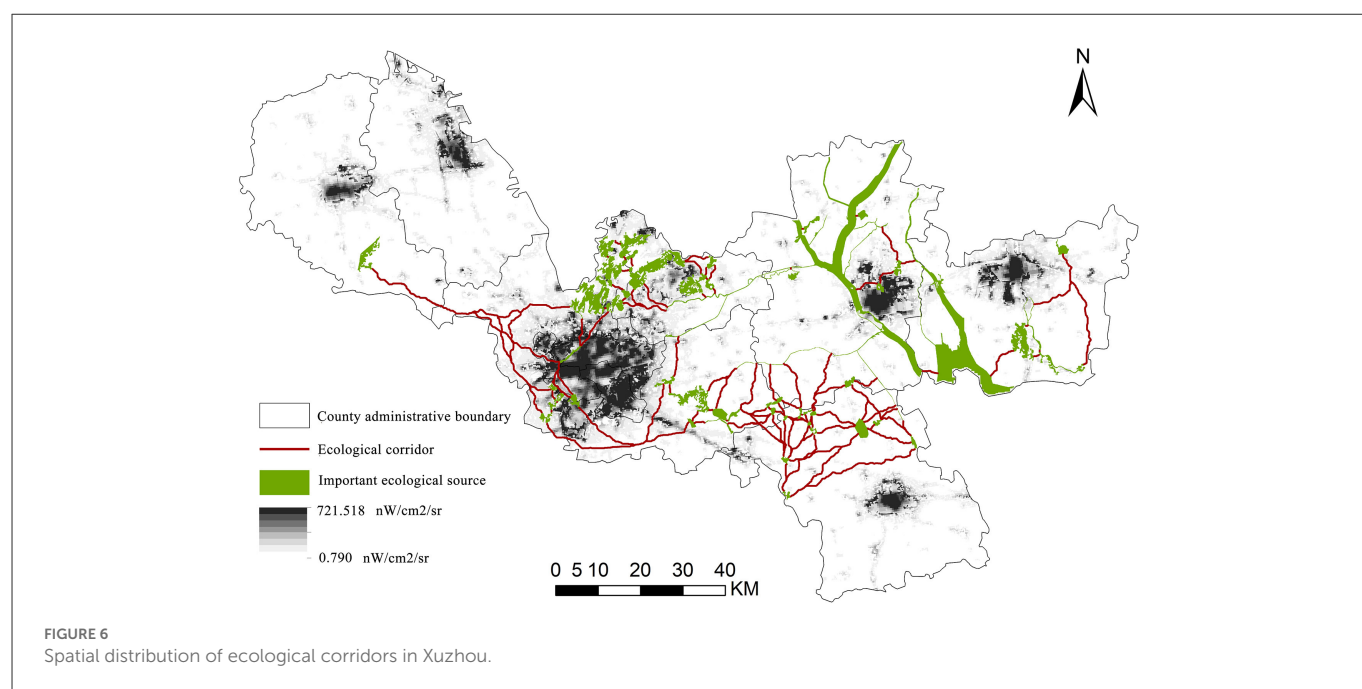 N
County administrative boundary
Ecological corridor
Important ecological source
721.518 nW/cm2/sr
0.790 nW/cm2/sr
0 5 10 20 30 40
KM
FIGURE 6
Spatial distribution of ecological corridors in Xuzhou.